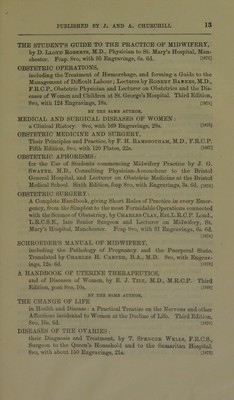 PUBLISHED BY J. AND A. CHURCHILL. 13
THE STUDENT'S GUIDE TO THE PRACTICE OF MIDWIFERY,
by D. LLOYD ROBERTS, M.D., Physician to St. Mary's Hospital, Man-
chester. Fcap. 8vo, with 95 Engravings, 6s. 6d.
OBSTETRIC OPERATIONS,
including the Treatment of Hæmorrhage, and forming a Guide to the
Management of Difficult Labour; Lectures by ROBERT BARNES, M.D.,
F.R.C.P., Obstetric Physician and Lecturer on Obstetrics and the Dis-
eases of Women and Children at St. George's Hospital. Third Edition,
8vo, with 124 Engravings, 18s.
BY THE SAME AUTHOR,
MEDICAL AND SURGICAL DISEASES OF WOMEN:
a Clinical History. 8vo, with 169 Engravings, 28s.
OBSTETRIC MEDICINE AND SURGERY,
Their Principles and Practice, by F. H. RAMSBOTHAM, M.D., F.R.C.P.
Fifth Edition, 8vo, with 120 Plates, 22s.
OBSTETRIC APHORISMS:
for the Use of Students commencing Midwifery Practice by J. G.
SWAYNE, M.D., Consulting Physician-Accoucheur to the Bristol
General Hospital, and Lecturer on Obstetric Medicine at the Bristol
Medical School. Sixth Edition, fcap 8vo, with Engravings, 3s. 6d.
OBSTETRIC SURGERY:
A Complete Handbook, giving Short Rules of Practice in every Emer-
gency, from the Simplest to the most Formidable Operations connected
with the Science of Obstetricy, by CHARLES CLAY, Ext.L.R.C.P. Lond.,
L.R.C.S.E., late Senior Surgeon and Lecturer on Midwifery, St.
Mary's Hospital, Manchester. Fcap. 8vo, with 91 Engravings, 6s. 6d.
SCHROEDER'S MANUAL OF MIDWIFERY,
including the Pathology of Pregnancy and the Puerperal State.
Translated by CHARLES H. CARTER, B.A., M.D. 8vo, with Engrav-
ings, 12s. 6d.
A HANDBOOK OF UTERINE THERAPEUTICS,
and of Diseases of Women, by E. J. TILT, M.D., M.R.C.P. Third
Edition, post 8vo, 10s.
BY THE SAME AUTHOR,
THE CHANGE OF LIFE
in Health and Disease: a Practical Treatise on the Nervous and other
Affections incidental to Women at the Decline of Life. Third Edition,
8vo, 10s. 6d.
DISEASES OF THE OVARIES:
their Diagnosis and Treatment, by T. SPENCER WELLS, F.R.C.S.,
Surgeon to the Queen's Household and to the Samaritan Hospital.
8vo, with about 150 Engravings, 21s.